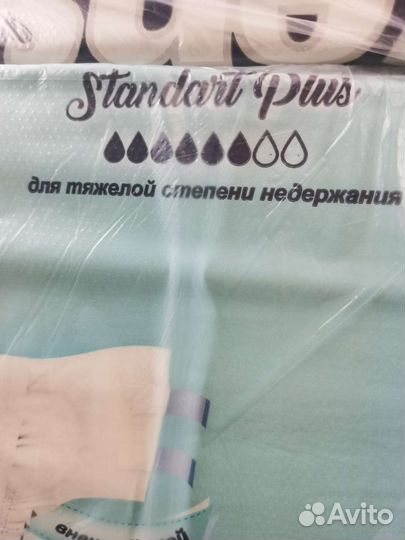 Standart Plus
для тяжелой степени недержания
Avito